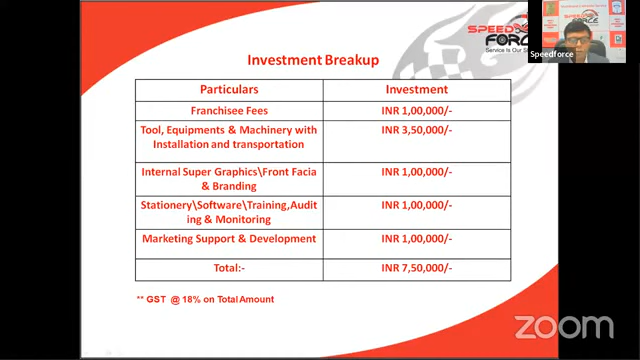 SPEED
FORCE
Service Is Our S
Speedforce
Investment Breakup
Particulars
Investment
Franchisee Fees
INR 1,00,000/-
Tool, Equipments & Machinery with
Installation and transportation
INR 3,50,000/-
Internal Super Graphics\Front Facia
& Branding
INR 1,00,000/-
Stationery\Software\Training,Audit
ing & Monitoring
INR 1,00,000/-
Marketing Support & Development
INR 1,00,000/-
Total:-
INR 7,50,000/-
** GST @ 18% on Total Amount
zoom